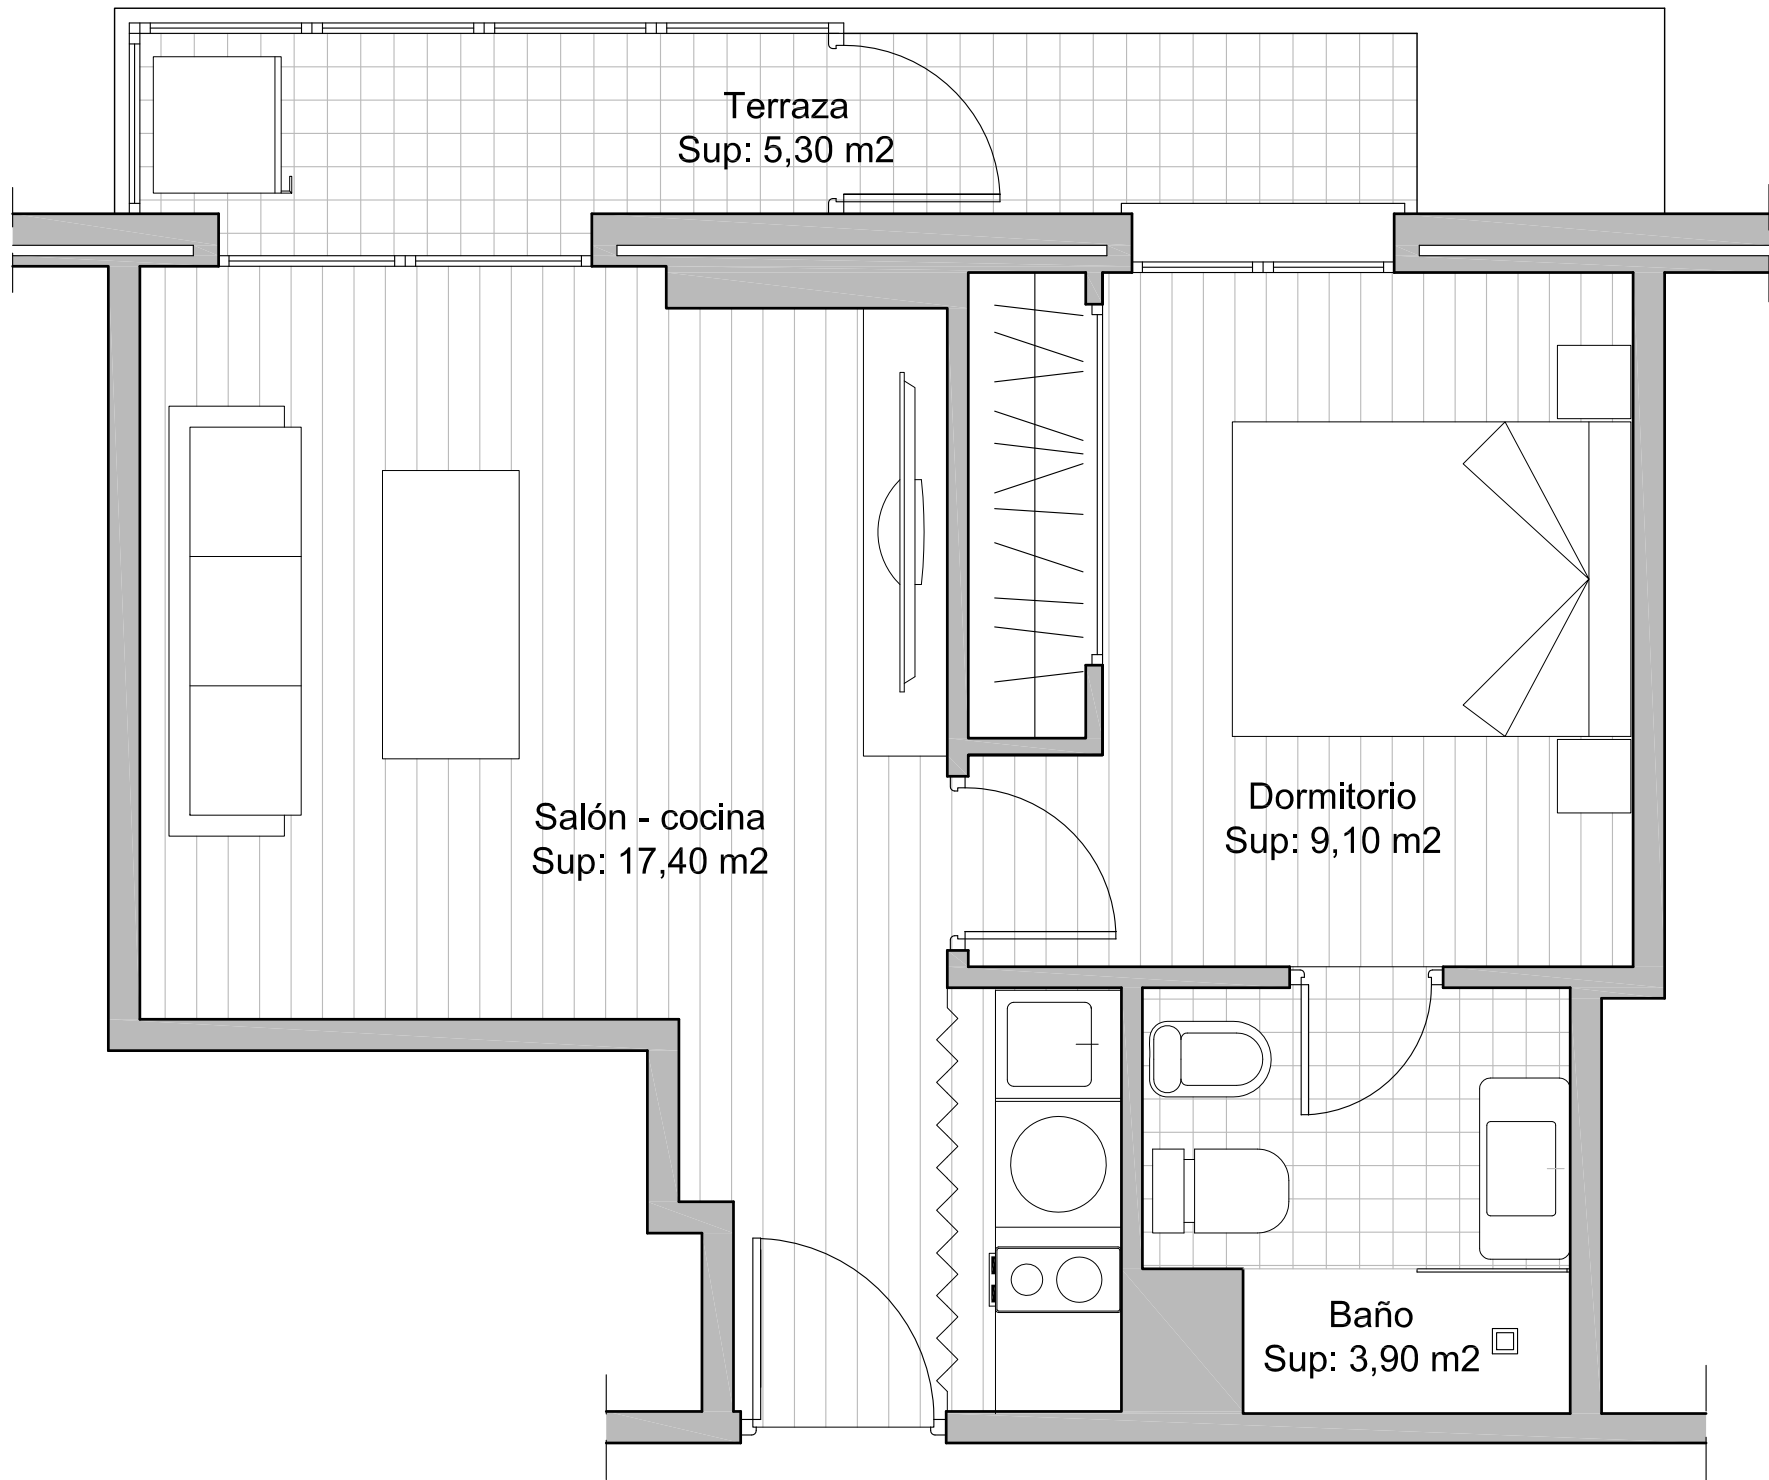 Terraza
Sup: 5,30 m2
Salón - cocina
Sup: 17,40 m2
Dormitorio
Sup: 9,10 m2
Baño
Sup: 3,90 m2